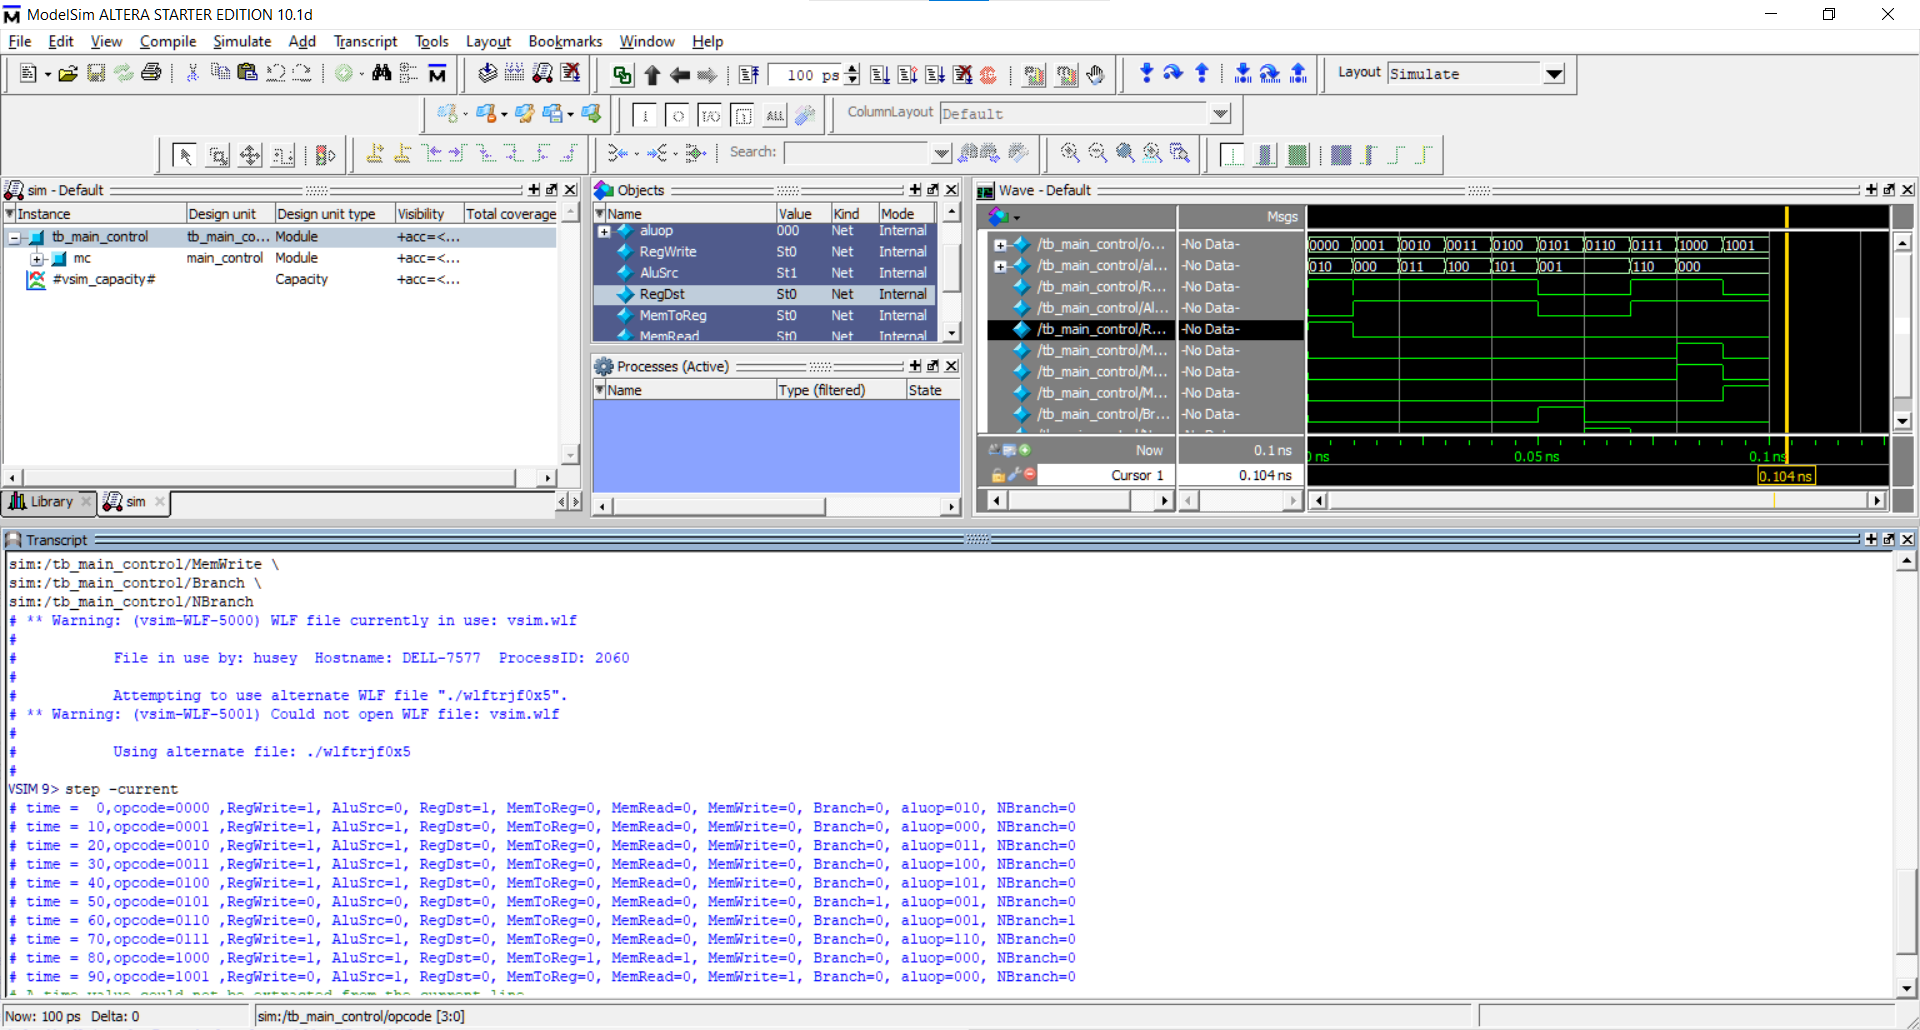 ModelSim ALTERA STARTER EDITION 10.1d
File Edit View Compile Simulate Add Transcript Tools Layout Bookmarks Window Help
100 ps
Layout Simulate
ColumnLayout Default
Search:
sim - Default
Instance Design unit Design unit type Visibility Total coverage
tb_main_control tb_main_co... Module +acc=<...
mc main_control Module +acc=<...
#vsim_capacity# Capacity +acc=<...
Library sim
Objects
Name Value Kind Mode
aluop 000 Net Internal
RegWrite St0 Net Internal
AluSrc St1 Net Internal
RegDst St0 Net Internal
MemToReg St0 Net Internal
MemRead St0 Net Internal
Processes (Active)
Name Type (filtered) State
Wave - Default
Msgs
/tb_main_control/o... -No Data- 0000 0001 0010 0011 0100 0101 0110 0111 1000 1001
/tb_main_control/al... -No Data- 010 000 011 100 101 001 110 000
/tb_main_control/R... -No Data-
/tb_main_control/Al... -No Data-
/tb_main_control/R... -No Data-
/tb_main_control/M... -No Data-
/tb_main_control/M... -No Data-
/tb_main_control/M... -No Data-
/tb_main_control/Br... -No Data-
Now 0.1 ns ns 0.05 ns 0.1 ns
Cursor 1 0.104 ns 0.104 ns
Transcript
sim:/tb_main_control/MemWrite \
sim:/tb_main_control/Branch \
sim:/tb_main_control/NBranch
# ** Warning: (vsim-WLF-5000) WLF file currently in use: vsim.wlf
#
# File in use by: husey Hostname: DELL-7577 ProcessID: 2060
#
# Attempting to use alternate WLF file "./wlftrjf0x5".
# ** Warning: (vsim-WLF-5001) Could not open WLF file: vsim.wlf
#
# Using alternate file: ./wlftrjf0x5
#
VSIM 9> step -current
# time = 0,opcode=0000 ,RegWrite=1, AluSrc=0, RegDst=1, MemToReg=0, MemRead=0, MemWrite=0, Branch=0, aluop=010, NBranch=0
# time = 10,opcode=0001 ,RegWrite=1, AluSrc=1, RegDst=0, MemToReg=0, MemRead=0, MemWrite=0, Branch=0, aluop=000, NBranch=0
# time = 20,opcode=0010 ,RegWrite=1, AluSrc=1, RegDst=0, MemToReg=0, MemRead=0, MemWrite=0, Branch=0, aluop=011, NBranch=0
# time = 30,opcode=0011 ,RegWrite=1, AluSrc=1, RegDst=0, MemToReg=0, MemRead=0, MemWrite=0, Branch=0, aluop=100, NBranch=0
# time = 40,opcode=0100 ,RegWrite=1, AluSrc=1, RegDst=0, MemToReg=0, MemRead=0, MemWrite=0, Branch=0, aluop=101, NBranch=0
# time = 50,opcode=0101 ,RegWrite=0, AluSrc=0, RegDst=0, MemToReg=0, MemRead=0, MemWrite=0, Branch=1, aluop=001, NBranch=0
# time = 60,opcode=0110 ,RegWrite=0, AluSrc=0, RegDst=0, MemToReg=0, MemRead=0, MemWrite=0, Branch=0, aluop=001, NBranch=1
# time = 70,opcode=0111 ,RegWrite=1, AluSrc=1, RegDst=0, MemToReg=0, MemRead=0, MemWrite=0, Branch=0, aluop=110, NBranch=0
# time = 80,opcode=1000 ,RegWrite=1, AluSrc=1, RegDst=0, MemToReg=1, MemRead=1, MemWrite=0, Branch=0, aluop=000, NBranch=0
# time = 90,opcode=1001 ,RegWrite=0, AluSrc=1, RegDst=0, MemToReg=0, MemRead=0, MemWrite=1, Branch=0, aluop=000, NBranch=0
# A time value could not be extracted from the current line
Now: 100 ps Delta: 0 sim:/tb_main_control/opcode [3:0]